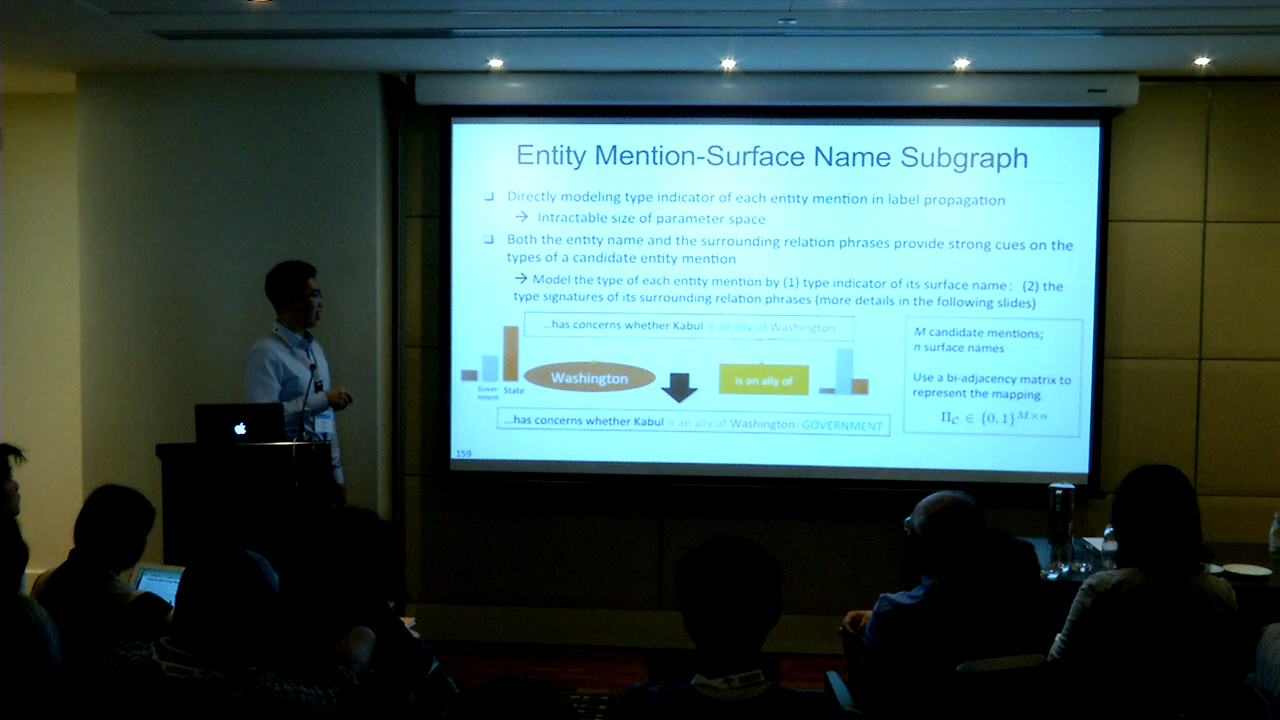 Entity Mention-Surface Name Subgraph
❑ Directly modeling type indicator of each entity mention in label propagation
→ Intractable size of parameter space
❑ Both the entity name and the surrounding relation phrases provide strong cues on the
types of a candidate entity mention
→ Model the type of each entity mention by (1) type indicator of its surface name; (2) the
type signatures of its surrounding relation phrases (more details in the following slides)
...has concerns whether Kabul is an ally of Washington
M candidate mentions;
n surface names
Use a bi-adjacency matrix to
represent the mapping
Π_C ∈ {0, 1}^{M×n}
Washington
is an ally of
Gover-
nment
State
...has concerns whether Kabul is an ally of Washington: GOVERNMENT
159